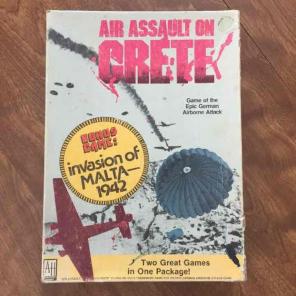 AIR ASSAULT ON
CRETE
Game of the
Epic German
Airborne Attack
BONUS
GAME:
invasion of
MALTA—
1942
Two Great Games
in One Package!
AH